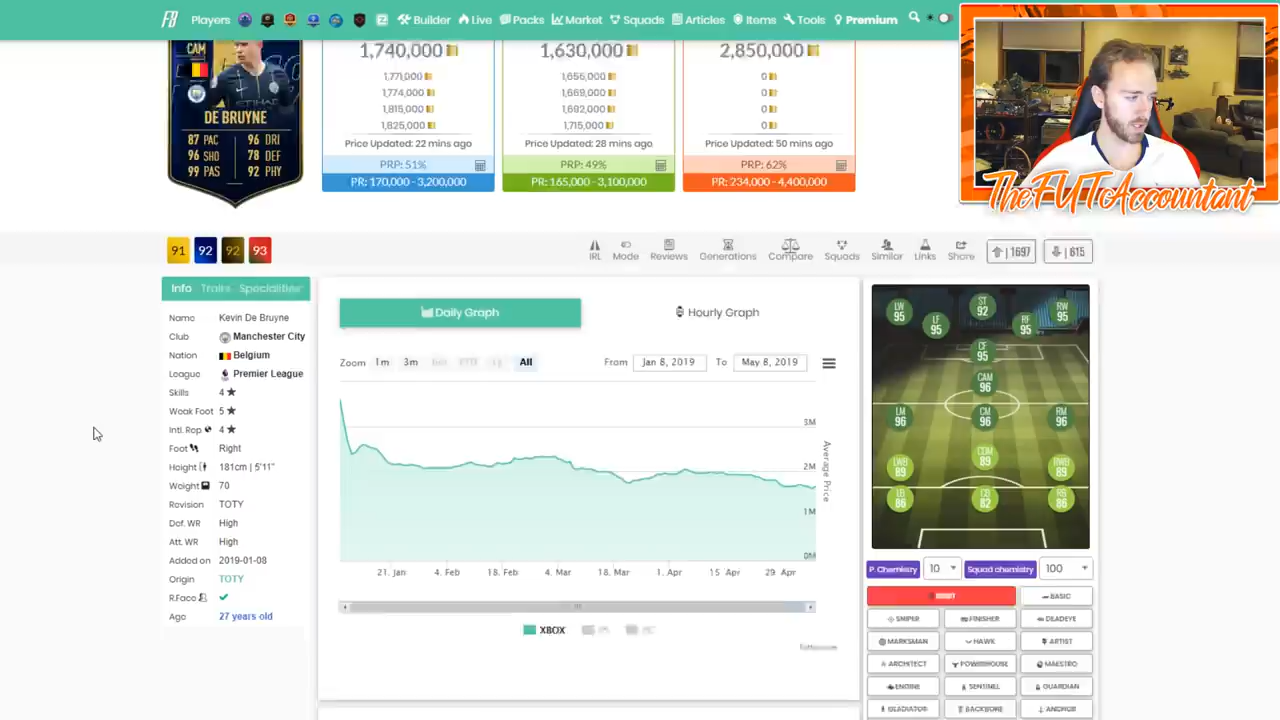 F8 Players Builder Live Packs Market Squads Articles Items Tools Premium
CAM
DE BRUYNE
87 PAC 96 DRI
96 SHO 78 DEF
99 PAS 92 PHY
1,740,000 1,630,000 2,850,000
1,771,000 1,655,000 0
1,774,000 1,669,000 0
1,815,000 1,692,000 0
1,825,000 1,715,000 0
Price Updated: 22 mins ago Price Updated: 28 mins ago Price Updated: 50 mins ago
PRP: 51% PRP: 49% PRP: 62%
PR: 170,000 - 3,200,000 PR: 165,000 - 3,100,000 PR: 234,000 - 4,400,000
TheFUTAccountant
91 92 92 93
IRL Mode Reviews Generations Compare Squads Similar Links Share 1697 615
Info Traits Specialities
Name Kevin De Bruyne
Club Manchester City
Nation Belgium
League Premier League
Skills 4
Weak Foot 5
Intl. Rep 4
Foot Right
Height 181cm | 5'11"
Weight 70
Revision TOTY
Def. WR High
Att. WR High
Added on 2019-01-08
Origin TOTY
R.Face
Age 27 years old
Daily Graph Hourly Graph
Zoom 1m 3m 6m YTD 1y All From Jan 8, 2019 To May 8, 2019
3M
2M
1M
0M
Average Price
21. Jan 4. Feb 18. Feb 4. Mar 18. Mar 1. Apr 15 Apr 29 Apr
XBOX PS PC
LW 95 ST 92 RW 95
LF 95 RF 95
CF 95
CAM 96
LM 96 CM 96 RM 96
LWB 89 CDM 89 RWB 89
LB 86 CB 82 RB 86
P. Chemistry 10 Squad chemistry 100
BASIC
SNIPER FINISHER DEADEYE
MARKSMAN HAWK ARTIST
ARCHITECT POWERHOUSE MAESTRO
ENGINE SENTINEL GUARDIAN
GLADIATOR BACKBONE ANCHOR